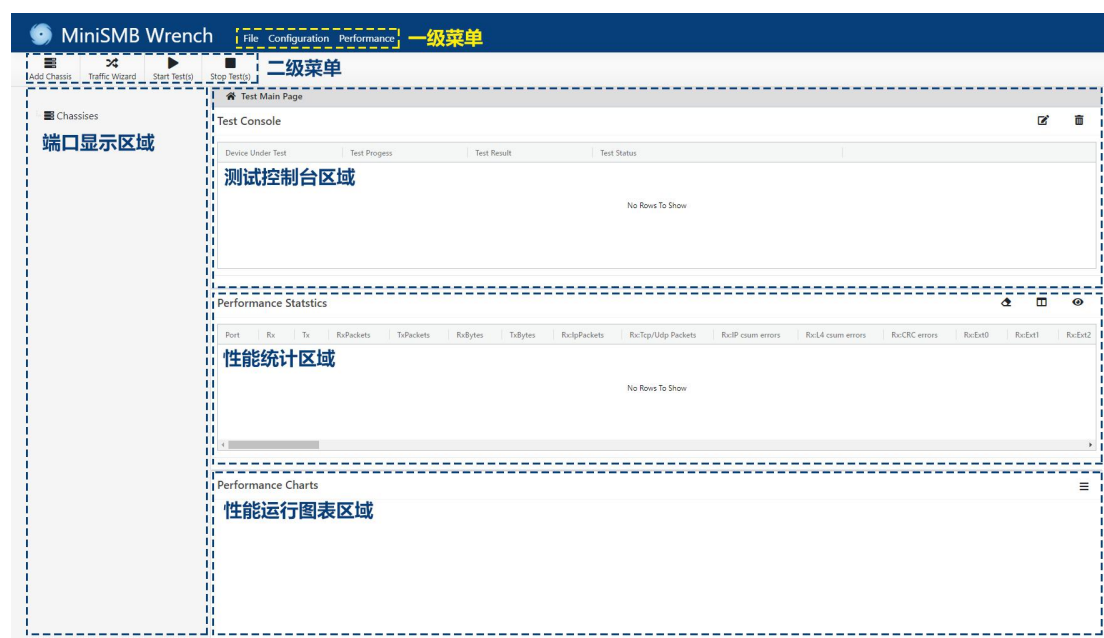 MiniSMB Wrench File Configuration Performance 一级菜单
Add Chassis Traffic Wizard Start Test(s) Stop Test(s) 二级菜单
Chassises
端口显示区域
Test Main Page
Test Console
Device Under Test Test Progess Test Result Test Status
测试控制台区域
No Rows To Show
Performance Statstics
Port Rx Tx RxPackets TxPackets RxBytes TxBytes Rx:IpPackets Rx:Tcp/Udp Packets Rx:IP csum errors Rx:L4 csum errors Rx:CRC errors Rx:Ext0 Rx:Ext1 Rx:Ext2
性能统计区域
No Rows To Show
Performance Charts
性能运行图表区域